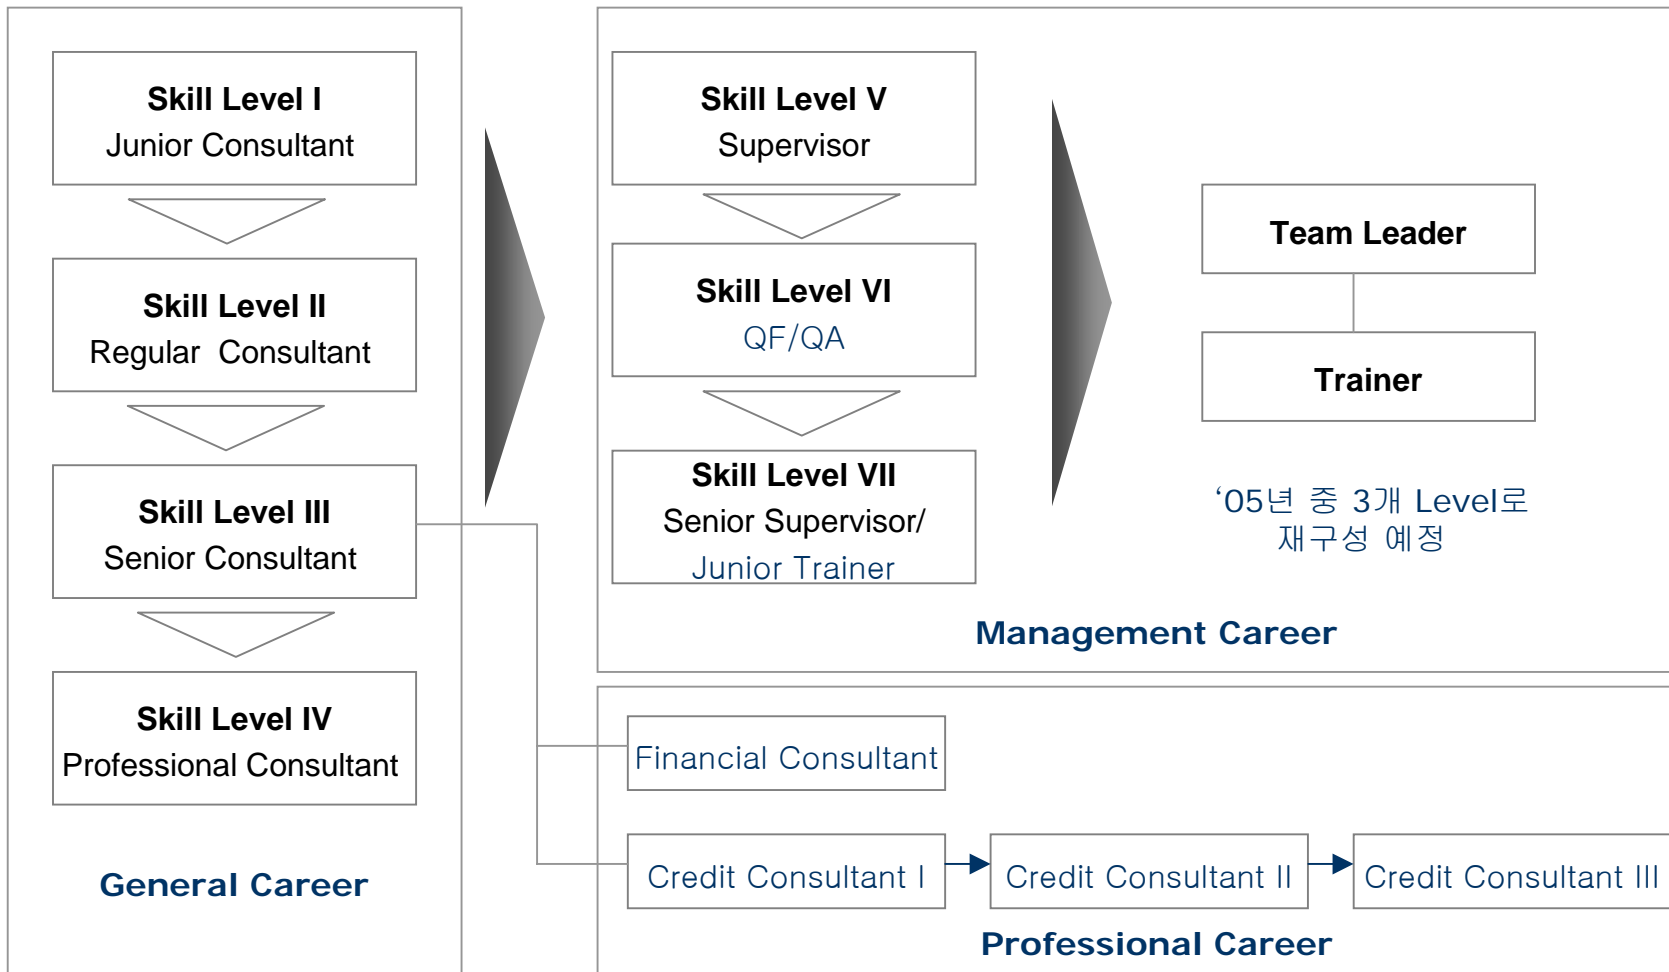 Skill Level I
Junior Consultant
Skill Level II
Regular  Consultant
Skill Level III
Senior Consultant
Skill Level IV
Professional Consultant
General Career
Skill Level V
Supervisor
Skill Level VI
QF/QA
Skill Level VII
Senior Supervisor/
Junior Trainer
Team Leader
Trainer
‘05년 중 3개 Level로
재구성 예정
Management Career
Financial Consultant
Credit Consultant I
Credit Consultant II
Credit Consultant III
Professional Career